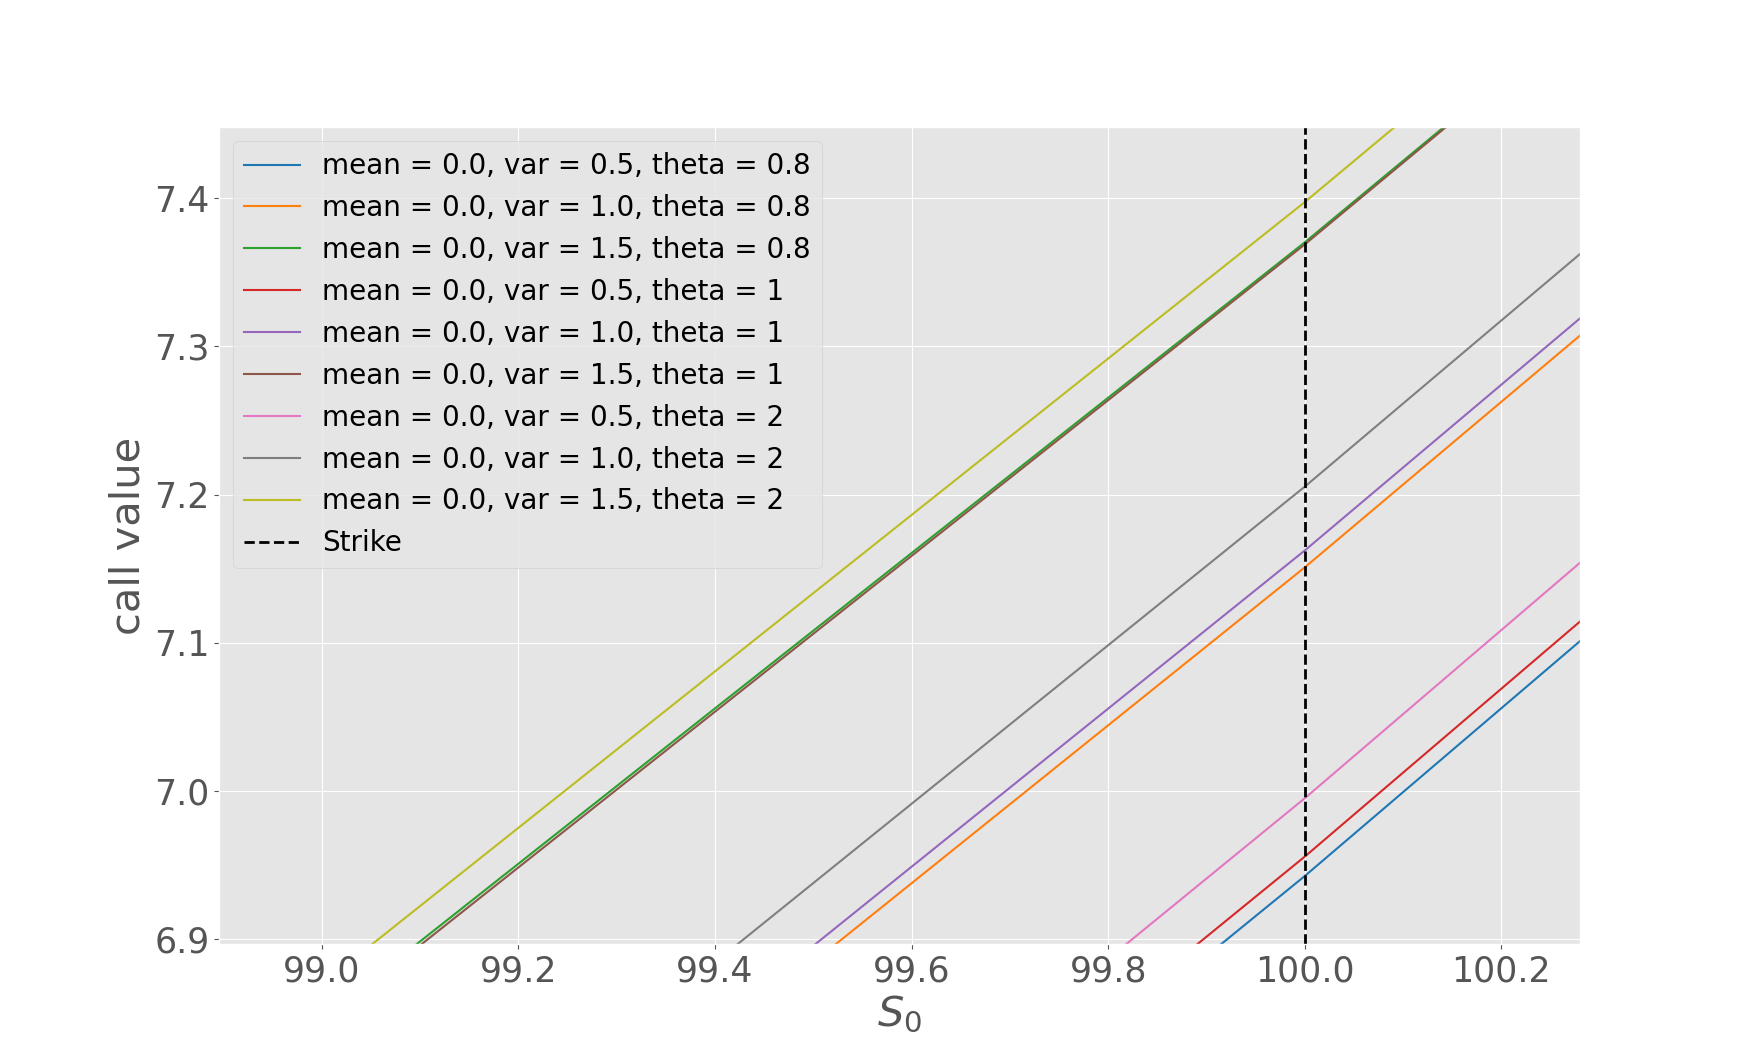 mean = 0.0, var = 0.5, theta = 0.8
mean = 0.0, var = 1.0, theta = 0.8
mean = 0.0, var = 1.5, theta = 0.8
mean = 0.0, var = 0.5, theta = 1
mean = 0.0, var = 1.0, theta = 1
mean = 0.0, var = 1.5, theta = 1
mean = 0.0, var = 0.5, theta = 2
mean = 0.0, var = 1.0, theta = 2
mean = 0.0, var = 1.5, theta = 2
Strike
7.4
7.3
7.2
7.1
7.0
6.9
call value
99.0 99.2 99.4 99.6 99.8 100.0 100.2
S₀